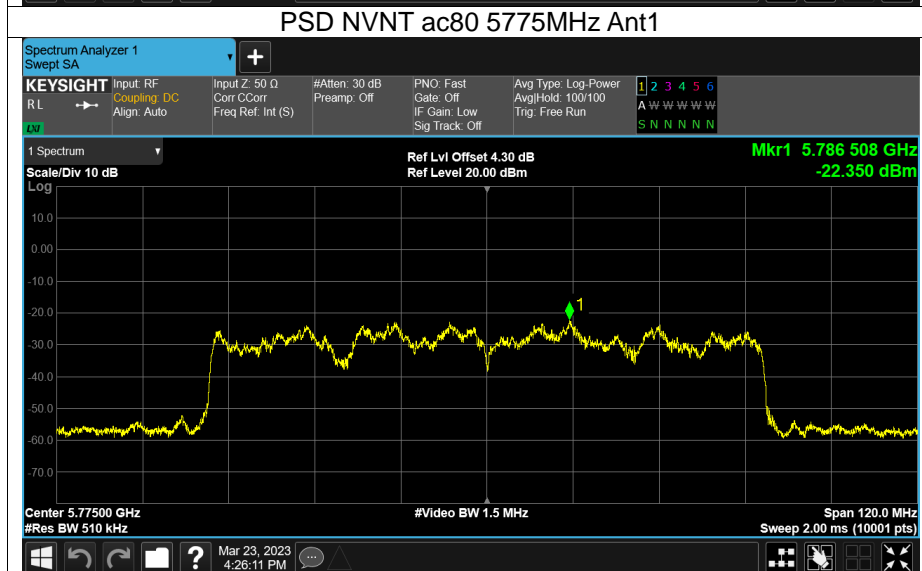 PSD NVNT ac80 5775MHz Ant1
Spectrum Analyzer 1
Swept SA
+
KEYSIGHT
R L
LXI
Input: RF
Coupling: DC
Align: Auto
Input Z: 50 Ω
Corr CCorr
Freq Ref: Int (S)
#Atten: 30 dB
Preamp: Off
PNO: Fast
Gate: Off
IF Gain: Low
Sig Track: Off
Avg Type: Log-Power
Avg|Hold: 100/100
Trig: Free Run
1 2 3 4 5 6
A W W W W W
S N N N N N
1 Spectrum
Scale/Div 10 dB
Ref Lvl Offset 4.30 dB
Ref Level 20.00 dBm
Mkr1 5.786 508 GHz
-22.350 dBm
Log
10.0
0.00
-10.0
-20.0
-30.0
-40.0
-50.0
-60.0
-70.0
1
Center 5.77500 GHz
#Res BW 510 kHz
#Video BW 1.5 MHz
Span 120.0 MHz
Sweep 2.00 ms (10001 pts)
?
Mar 23, 2023
4:26:11 PM